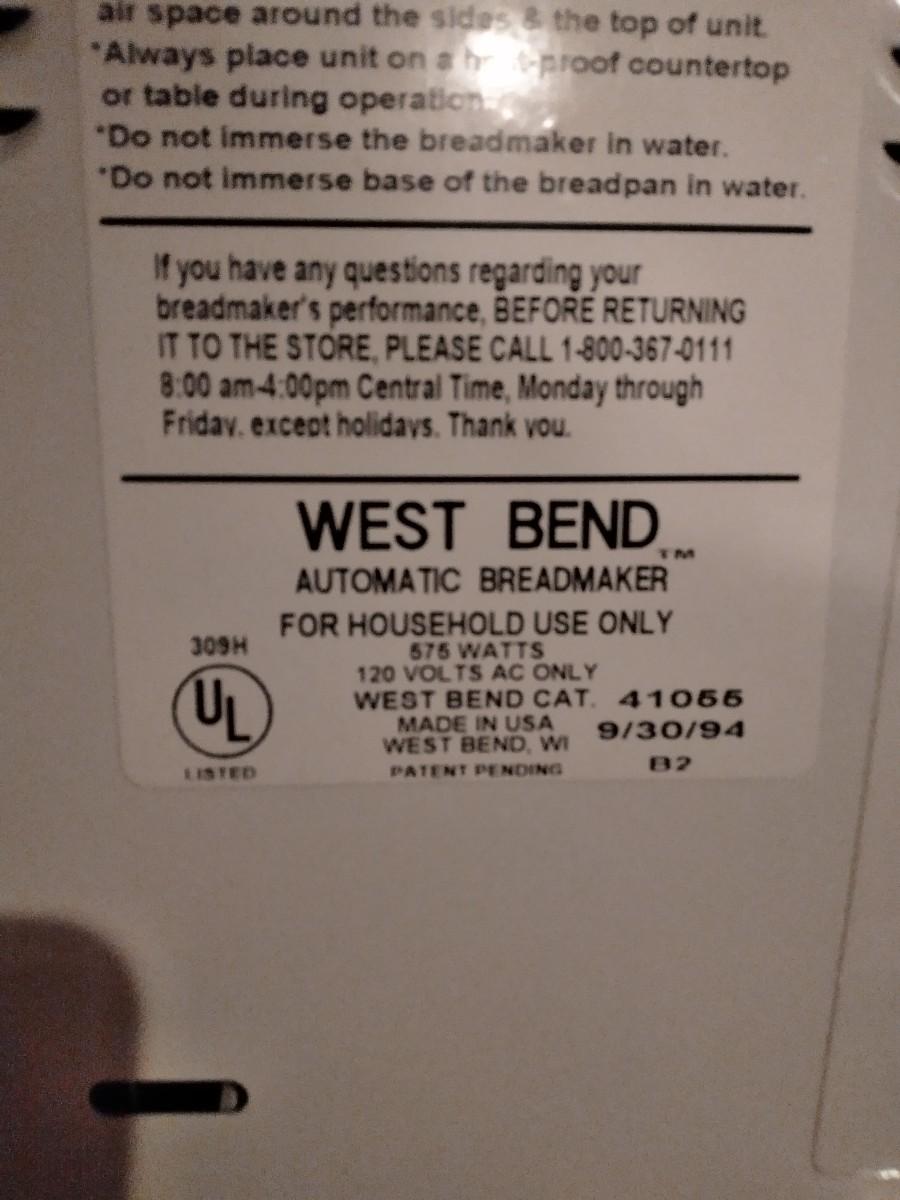 air space around the sides & the top of unit.
*Always place unit on a -proof countertop
or table during operation.
*Do not immerse the breadmaker in water.
*Do not immerse base of the breadpan in water.
If you have any questions regarding your
breadmaker's performance, BEFORE RETURNING
IT TO THE STORE, PLEASE CALL 1-800-367-0111
8:00 am-4:00pm Central Time, Monday through
Friday, except holidays. Thank you.
WEST BEND TM
AUTOMATIC BREADMAKER
FOR HOUSEHOLD USE ONLY
309H
575 WATTS
120 VOLTS AC ONLY
UL
WEST BEND CAT. 41055
MADE IN USA 9/30/94
WEST BEND, WI
LISTED
PATENT PENDING B2